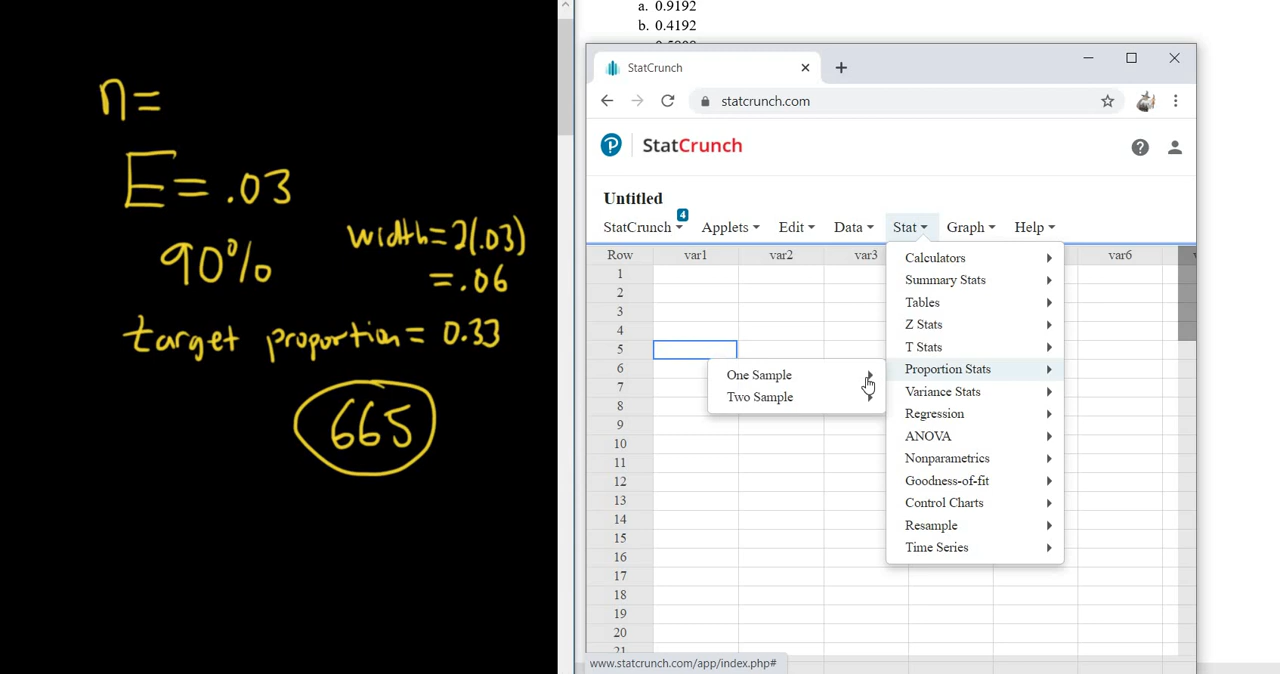 n=
E = .03
90%
width = 2(.03)
= .06
target proportion = 0.33
665
a. 0.9192
b. 0.4192
StatCrunch
statcrunch.com
StatCrunch
Untitled
StatCrunch 4 Applets Edit Data Stat Graph Help
Row var1 var2 var3 var6
1
2
3
4
5
6
7
8
9
10
11
12
13
14
15
16
17
18
19
20
21
Calculators
Summary Stats
Tables
Z Stats
T Stats
Proportion Stats
Variance Stats
Regression
ANOVA
Nonparametrics
Goodness-of-fit
Control Charts
Resample
Time Series
One Sample
Two Sample
www.statcrunch.com/app/index.php#